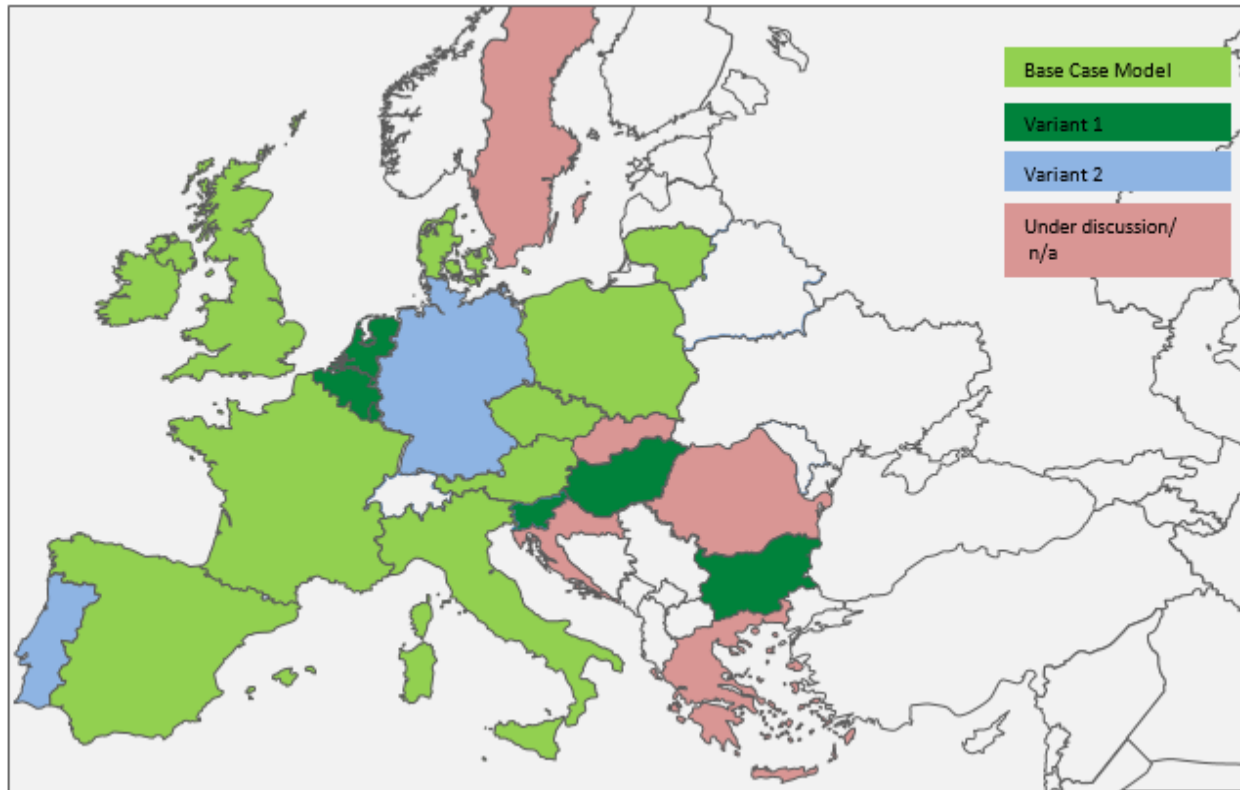 Base Case Model
Variant 1
Variant 2
Under discussion/
n/a